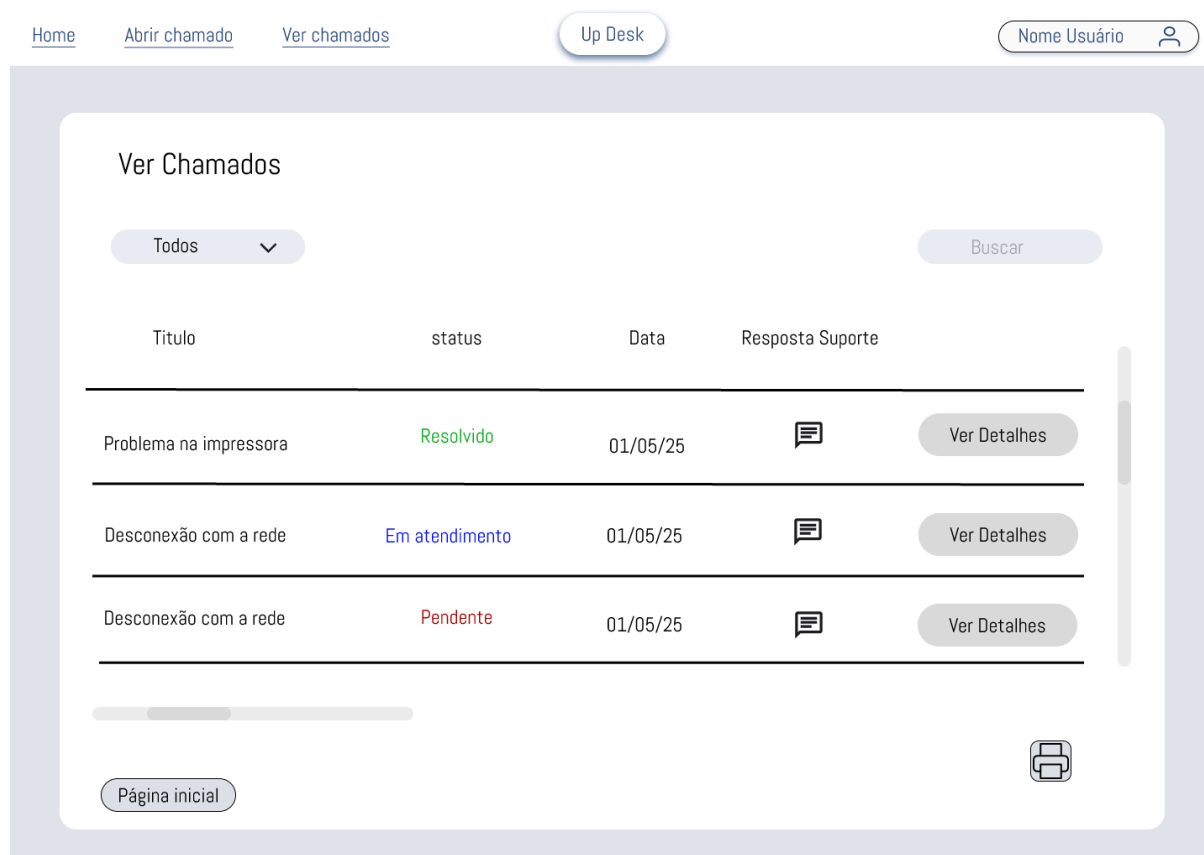 Home Abrir chamado Ver chamados Up Desk Nome Usuário
Ver Chamados
Todos Buscar
Titulo status Data Resposta Suporte
Problema na impressora Resolvido 01/05/25 Ver Detalhes
Desconexão com a rede Em atendimento 01/05/25 Ver Detalhes
Desconexão com a rede Pendente 01/05/25 Ver Detalhes
Página inicial